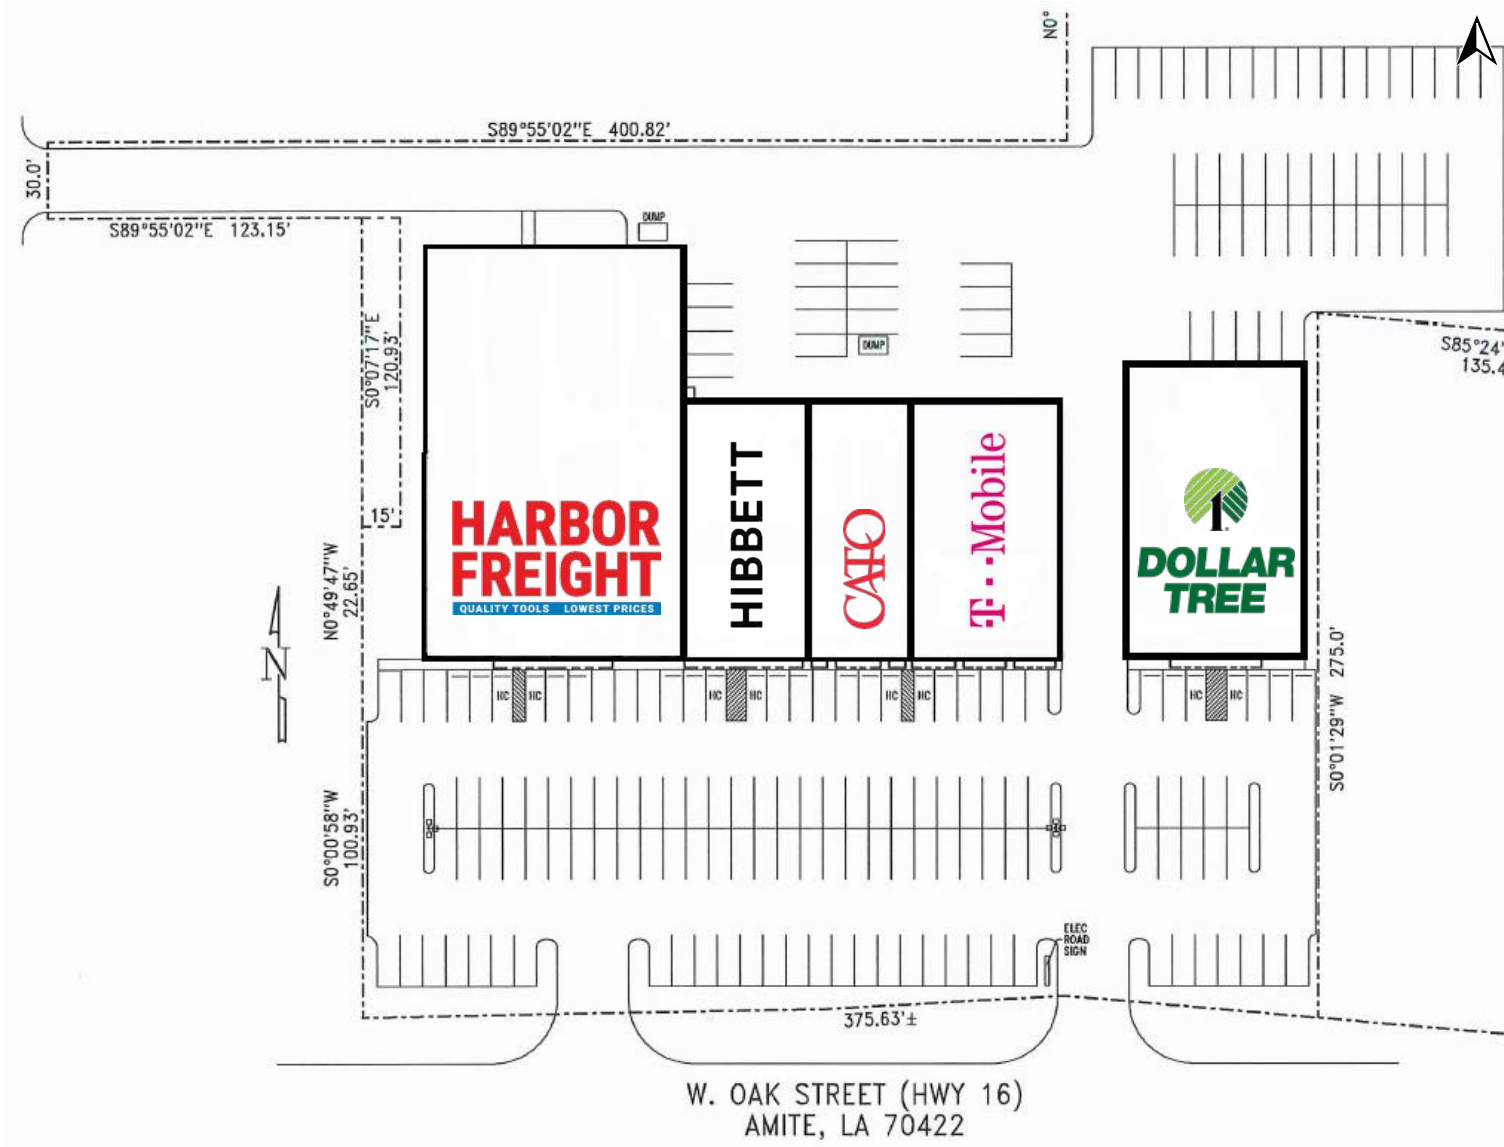 N0°
S89°55'02"E 400.82'
30.0'
S89°55'02"E 123.15'
DUMP
S0°07'17"E
120.93'
DUMP
S85°24'
135.4
15'
HARBOR
FREIGHT
QUALITY TOOLS LOWEST PRICES
HIBBETT
CATO
T··Mobile
1
DOLLAR
TREE
N0°49'47"W
22.65'
N
S0°01'29"W 275.0'
HC HC
HC HC
HC HC
HC HC
S0°00'58"W
100.93'
ELEC
ROAD
SIGN
375.63'±
W. OAK STREET (HWY 16)
AMITE, LA 70422